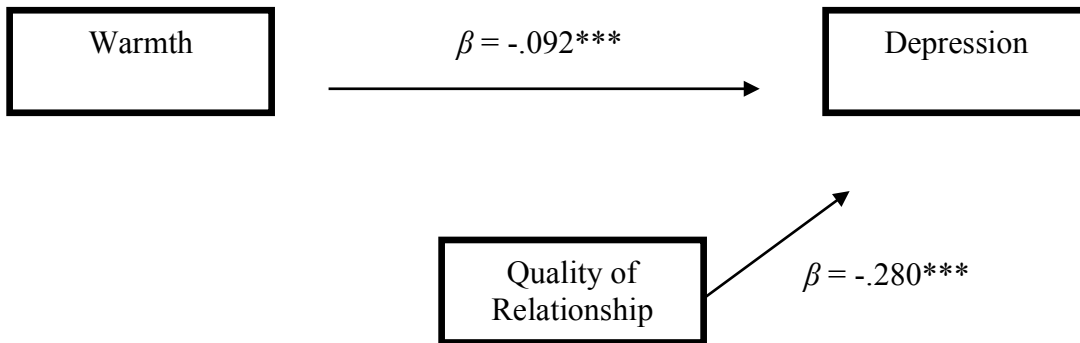 Warmth
β = -.092***
Depression
Quality of
Relationship
β = -.280***